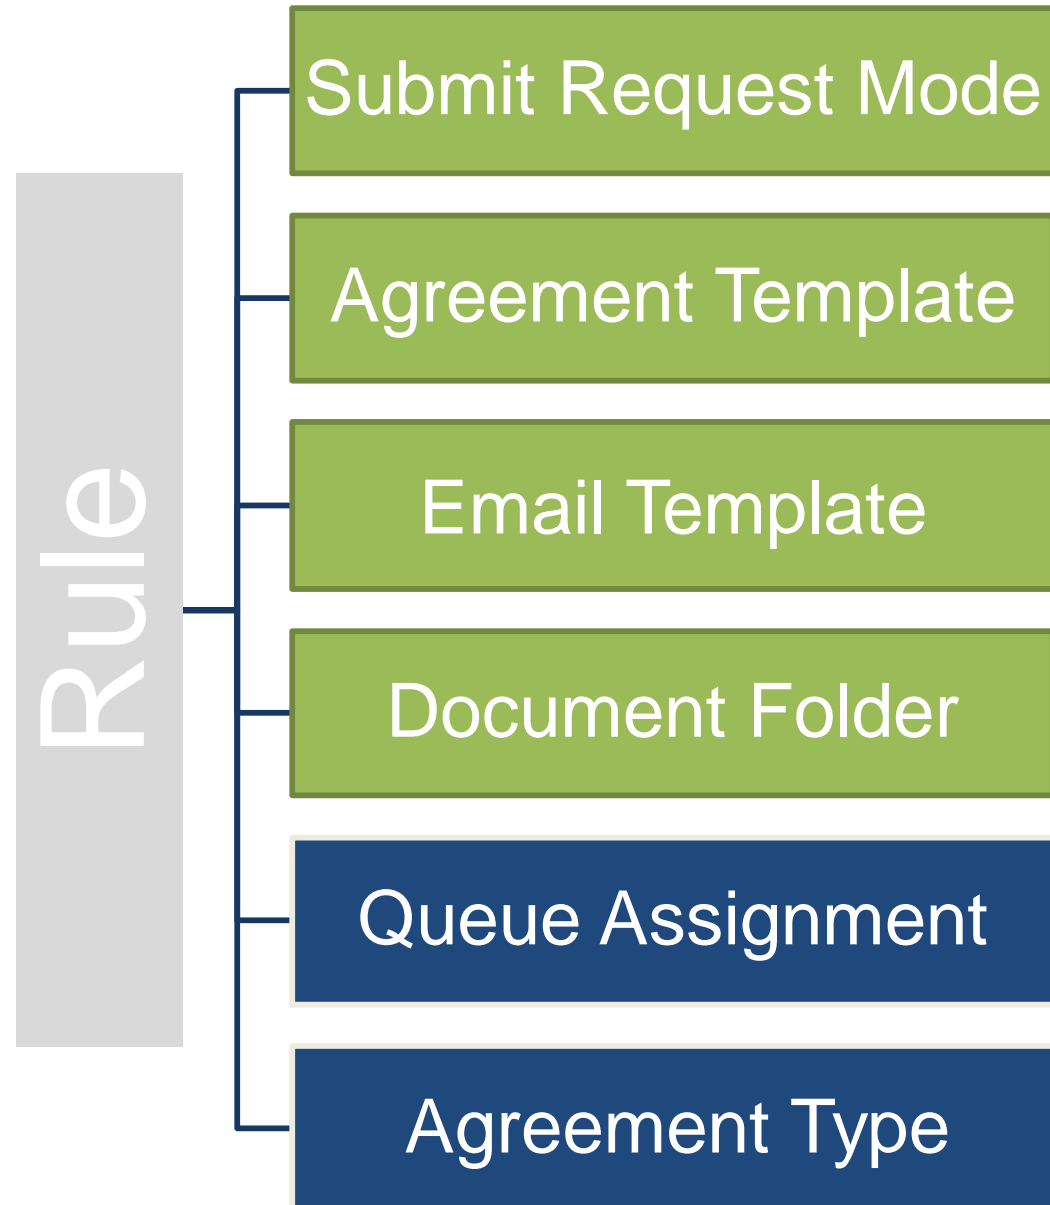 Rule
Submit Request Mode
Agreement Template
Email Template
Document Folder
Queue Assignment
Agreement Type